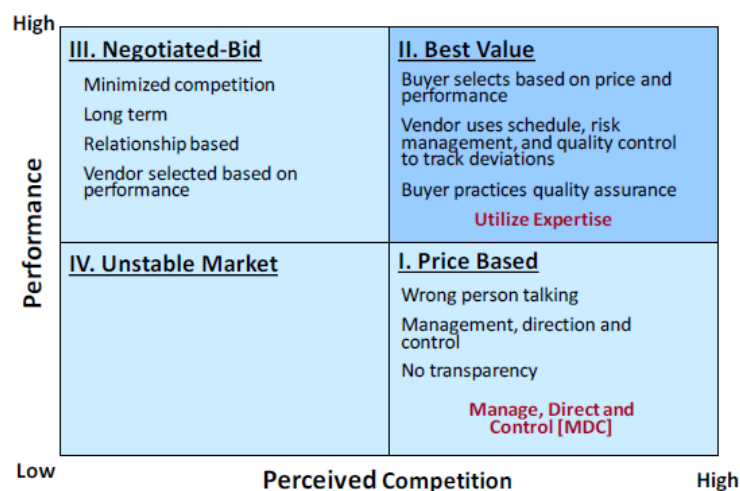 High
III. Negotiated-Bid
Minimized competition
Long term
Relationship based
Vendor selected based on
performance
II. Best Value
Buyer selects based on price and
performance
Vendor uses schedule, risk
management, and quality control
to track deviations
Buyer practices quality assurance
Utilize Expertise
Performance
IV. Unstable Market
I. Price Based
Wrong person talking
Management, direction and
control
No transparency
Manage, Direct and
Control [MDC]
Low
Perceived Competition
High